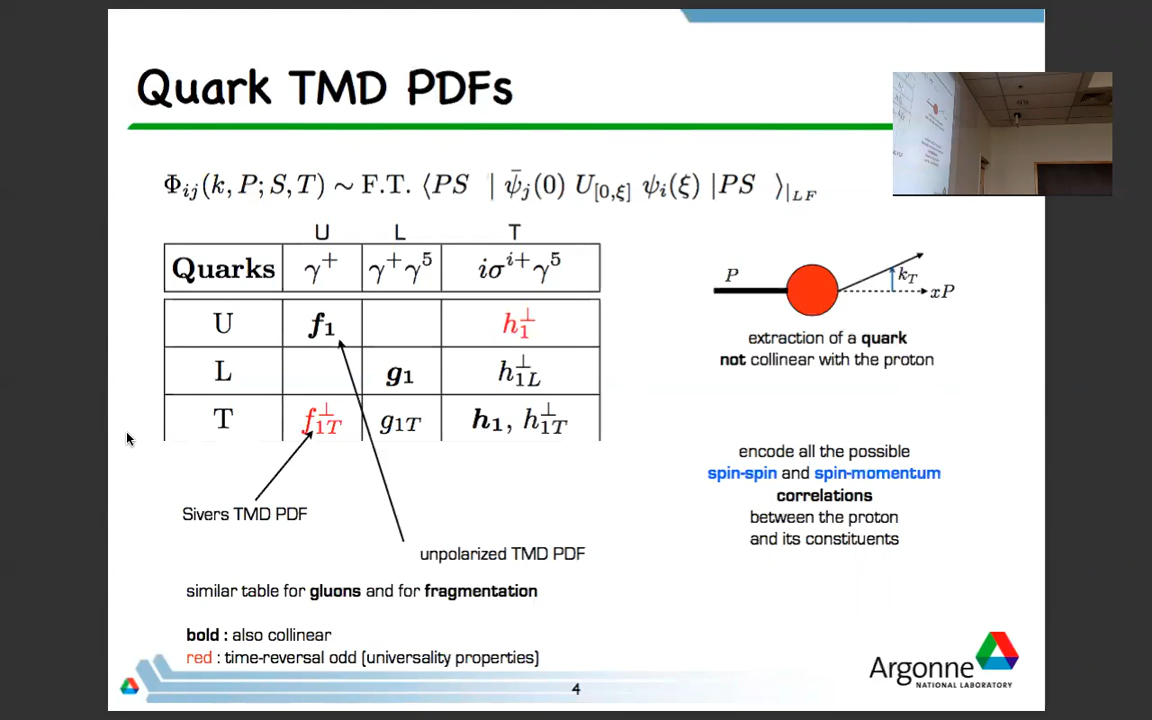 Quark TMD PDFs
Φij(k, P; S, T) ∼ F.T. ⟨PS | ψ̄j(0) U[0,ξ] ψi(ξ) |PS ⟩|LF
U L T
Quarks γ+ γ+γ5 iσi+γ5
U f1 h1⊥
L g1 h1L⊥
T f1T⊥ g1T h1, h1T⊥
P kT xP
extraction of a quark
not collinear with the proton
encode all the possible
spin-spin and spin-momentum
correlations
between the proton
and its constituents
Sivers TMD PDF
unpolarized TMD PDF
similar table for gluons and for fragmentation
bold : also collinear
red : time-reversal odd (universality properties)
4
Argonne
NATIONAL LABORATORY